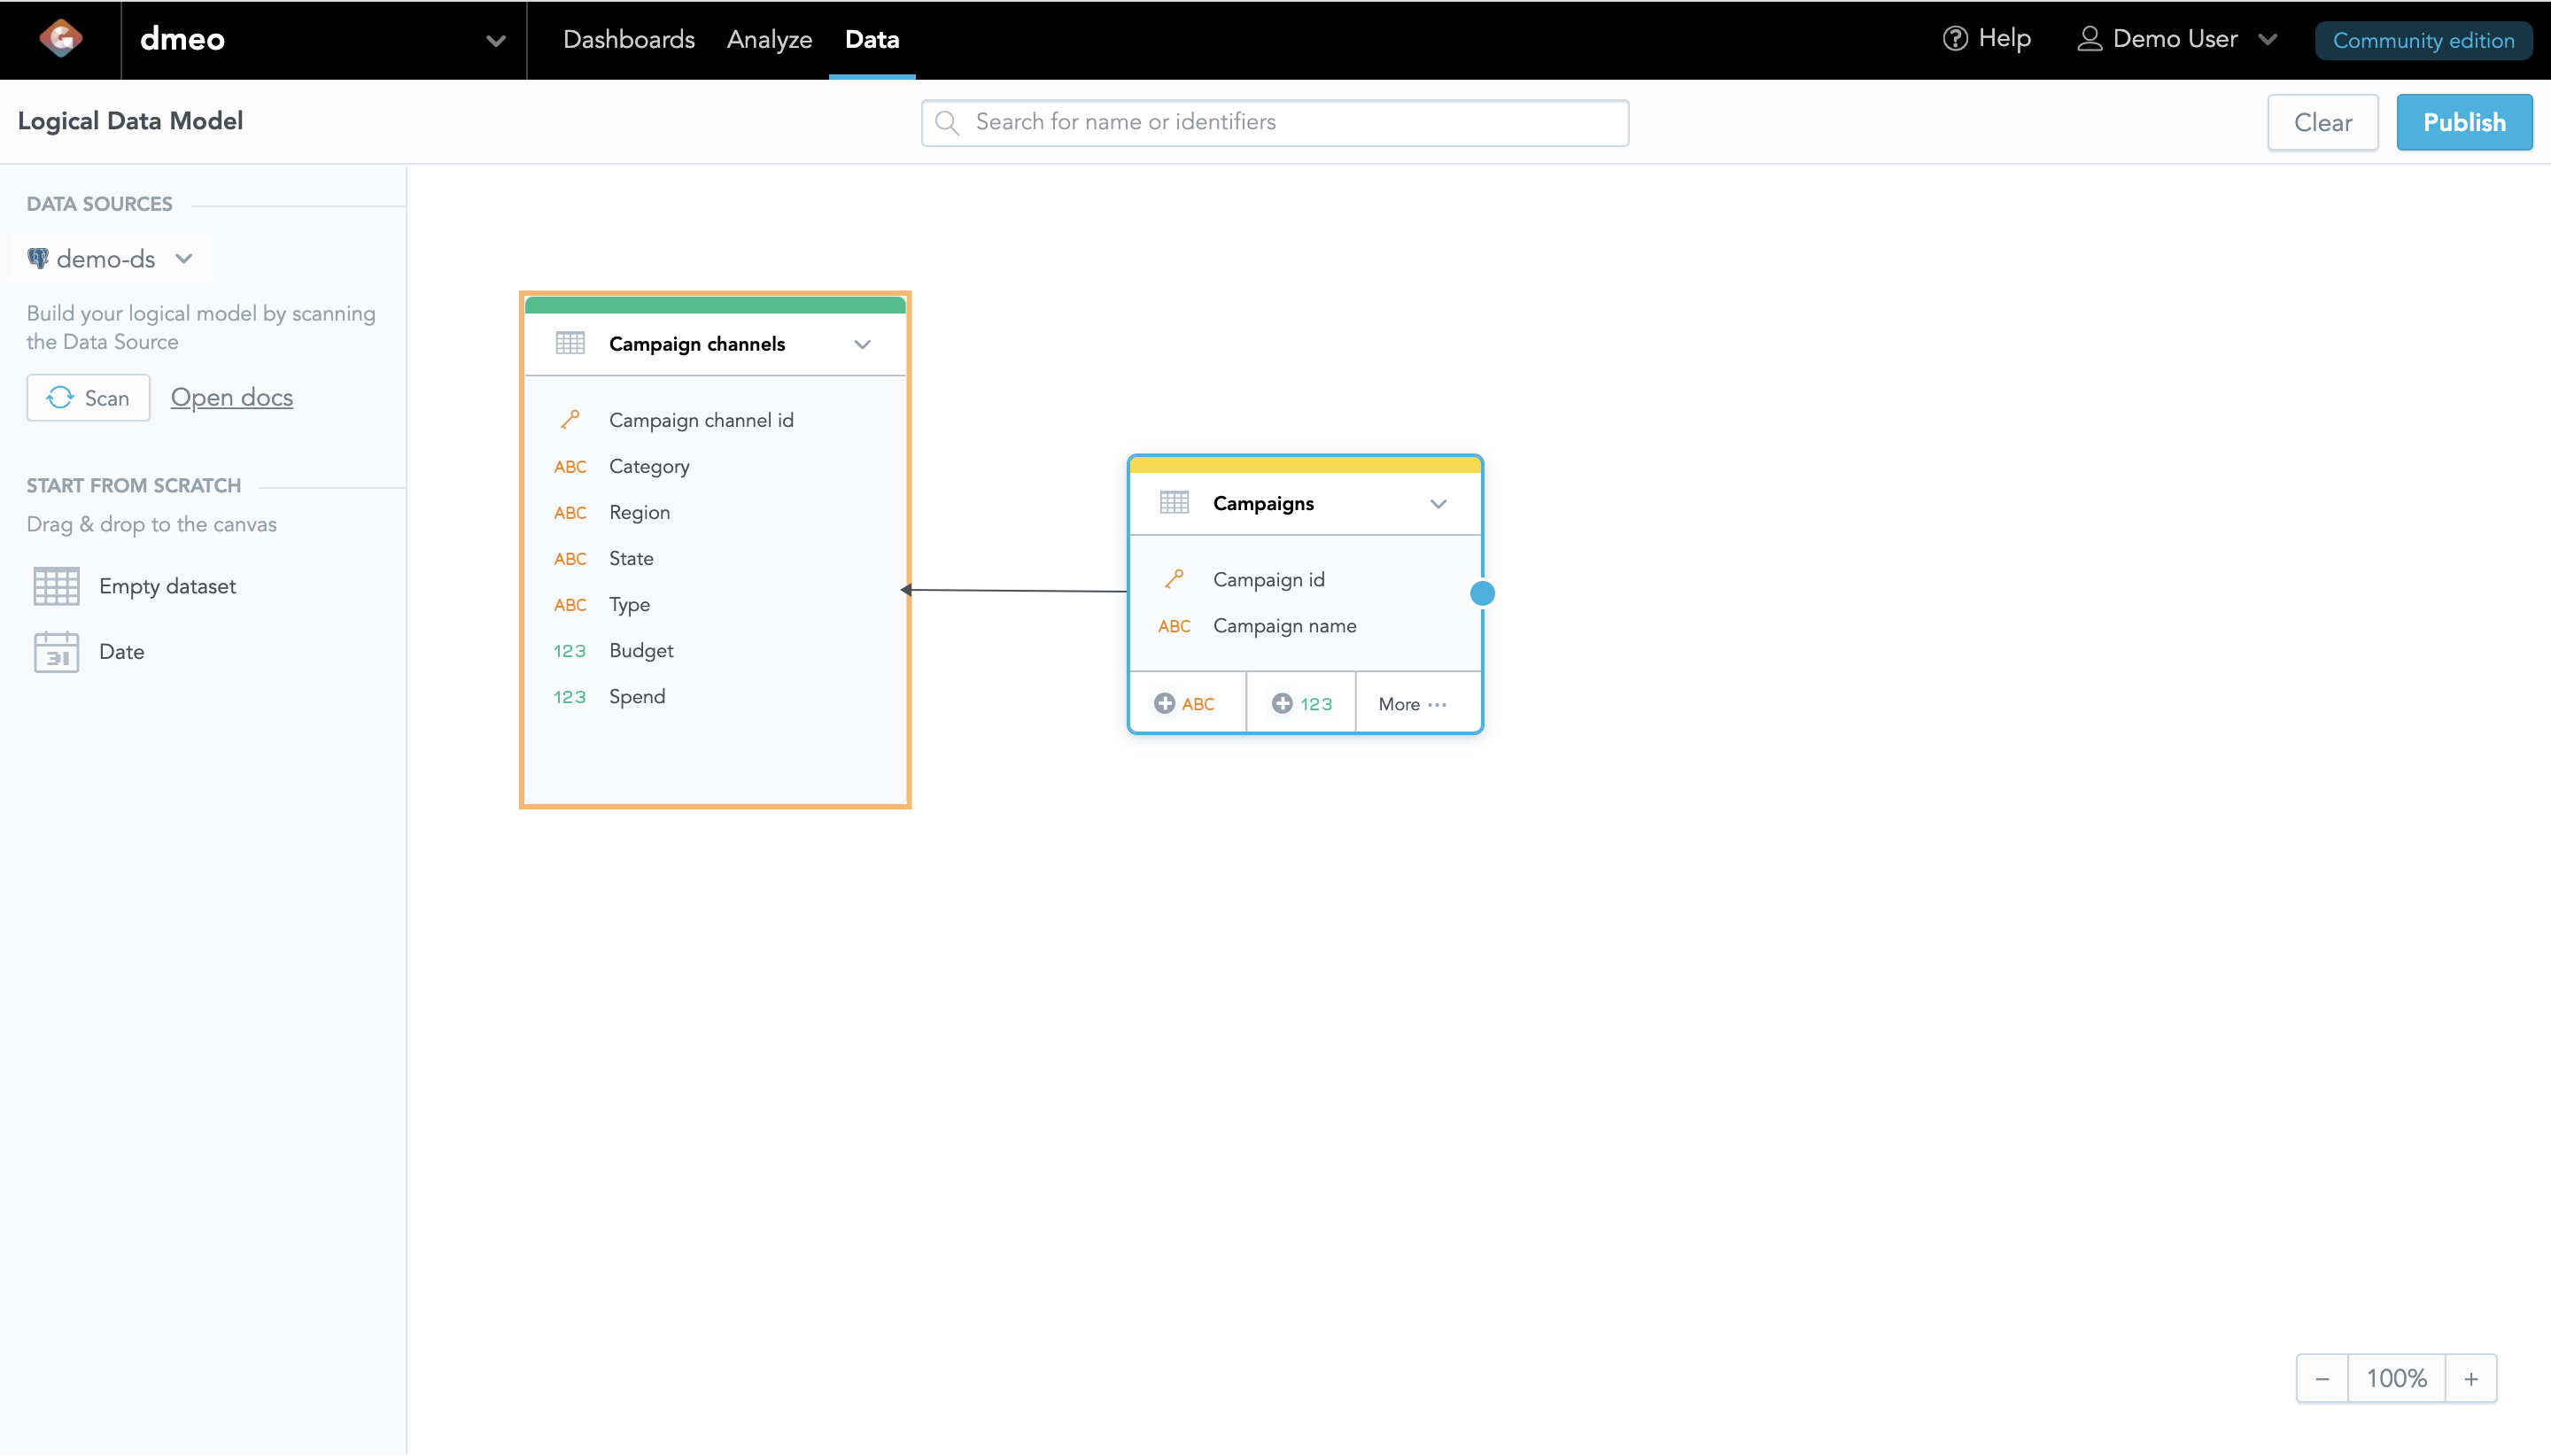 dmeo
Dashboards Analyze Data
Help Demo User Community edition
Logical Data Model
Search for name or identifiers
Clear Publish
DATA SOURCES
demo-ds
Build your logical model by scanning
the Data Source
Scan Open docs
START FROM SCRATCH
Drag & drop to the canvas
Empty dataset
31 Date
Campaign channels
Campaign channel id
ABC Category
ABC Region
ABC State
ABC Type
123 Budget
123 Spend
Campaigns
Campaign id
ABC Campaign name
ABC 123 More ...
− 100% +